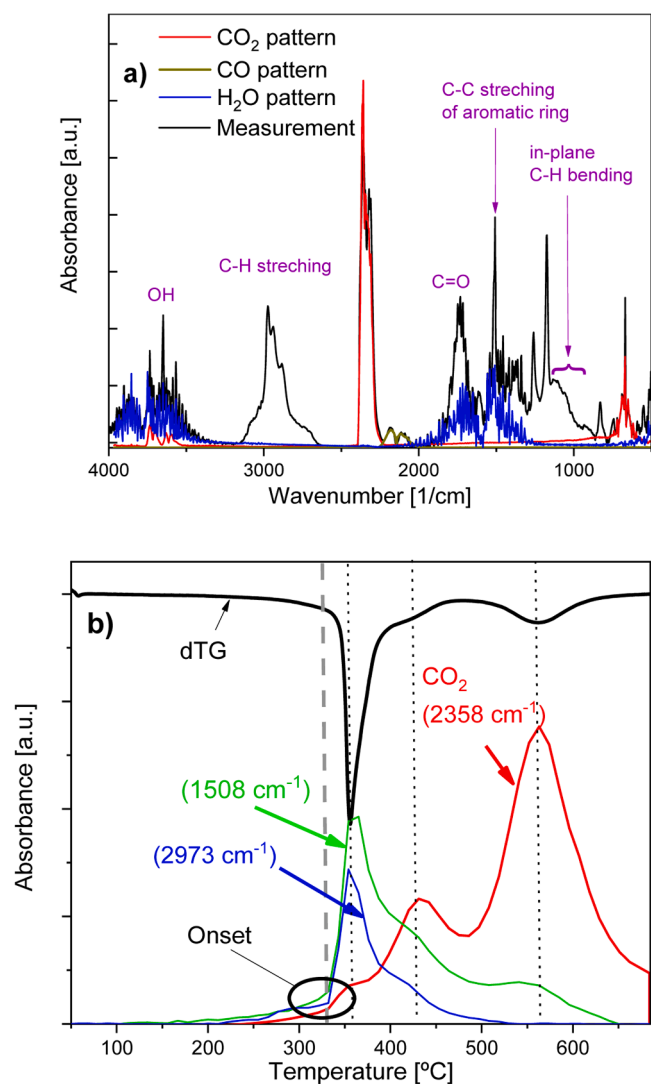 a)
CO₂ pattern
CO pattern
H₂O pattern
Measurement
C-C streching
of aromatic ring
in-plane
C-H bending
C-H streching
C=O
OH
Absorbance [a.u.]
4000 3000 2000 1000
Wavenumber [1/cm]
b)
dTG
CO₂
(2358 cm⁻¹)
(1508 cm⁻¹)
(2973 cm⁻¹)
Onset
Absorbance [a.u.]
100 200 300 400 500 600
Temperature [ºC]